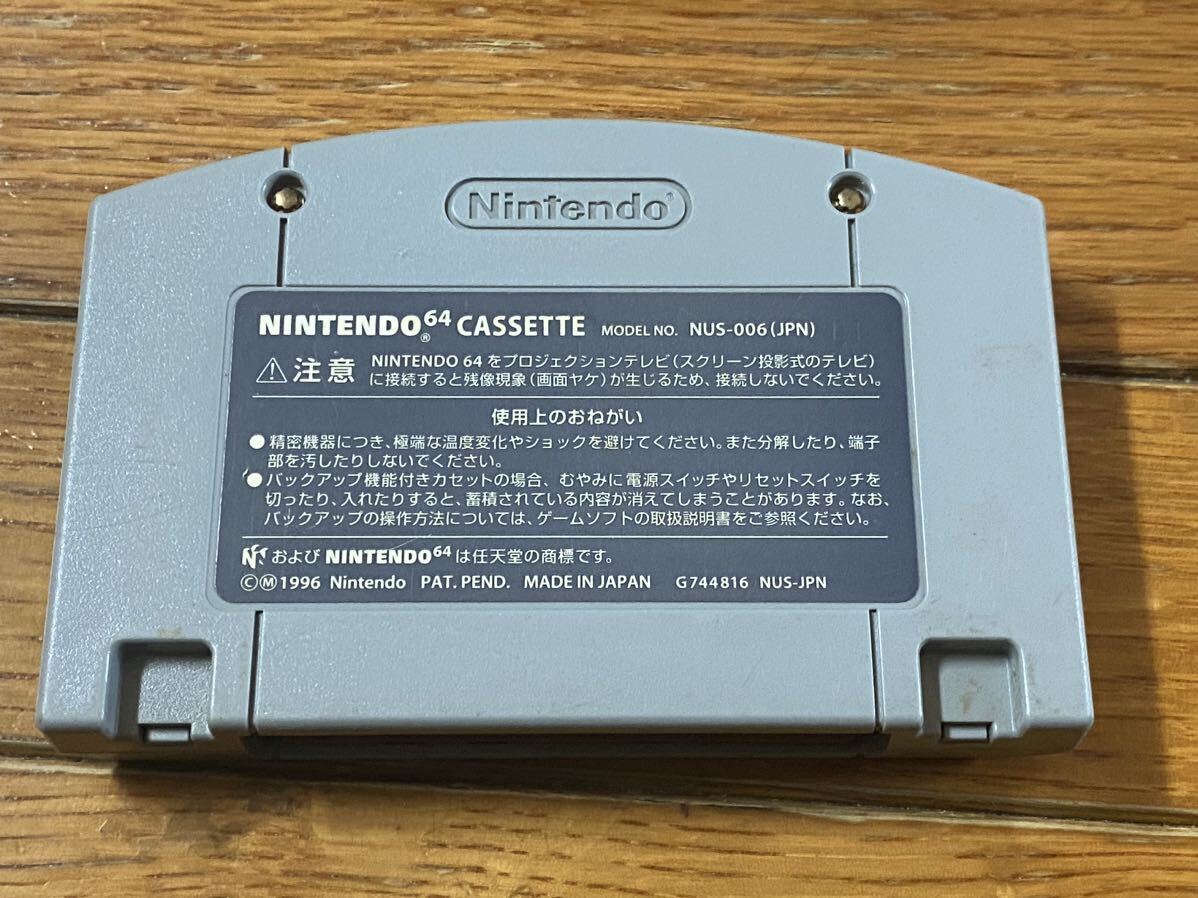 Nintendo
NINTENDO64® CASSETTE MODEL NO. NUS-006(JPN)
⚠注意 NINTENDO 64をプロジェクションテレビ(スクリーン投影式のテレビ)
に接続すると残像現象(画面ヤケ)が生じるため、接続しないでください。
使用上のおねがい
●精密機器につき、極端な温度変化やショックを避けてください。また分解したり、端子
部を汚したりしないでください。
●バックアップ機能付きカセットの場合、むやみに電源スイッチやリセットスイッチを
切ったり、入れたりすると、蓄積されている内容が消えてしまうことがあります。なお、
バックアップの操作方法については、ゲームソフトの取扱説明書をご参照ください。
および NINTENDO64は任天堂の商標です。
©Ⓜ1996 Nintendo PAT. PEND. MADE IN JAPAN G744816 NUS-JPN